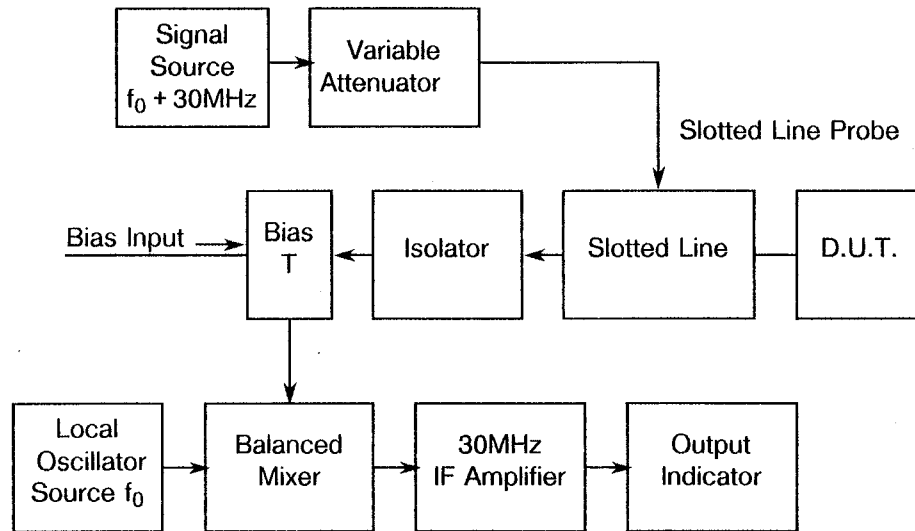 Signal
Source
f₀ + 30MHz
Variable
Attenuator
Slotted Line Probe
Bias Input
Bias
T
Isolator
Slotted Line
D.U.T.
Local
Oscillator
Source f₀
Balanced
Mixer
30MHz
IF Amplifier
Output
Indicator